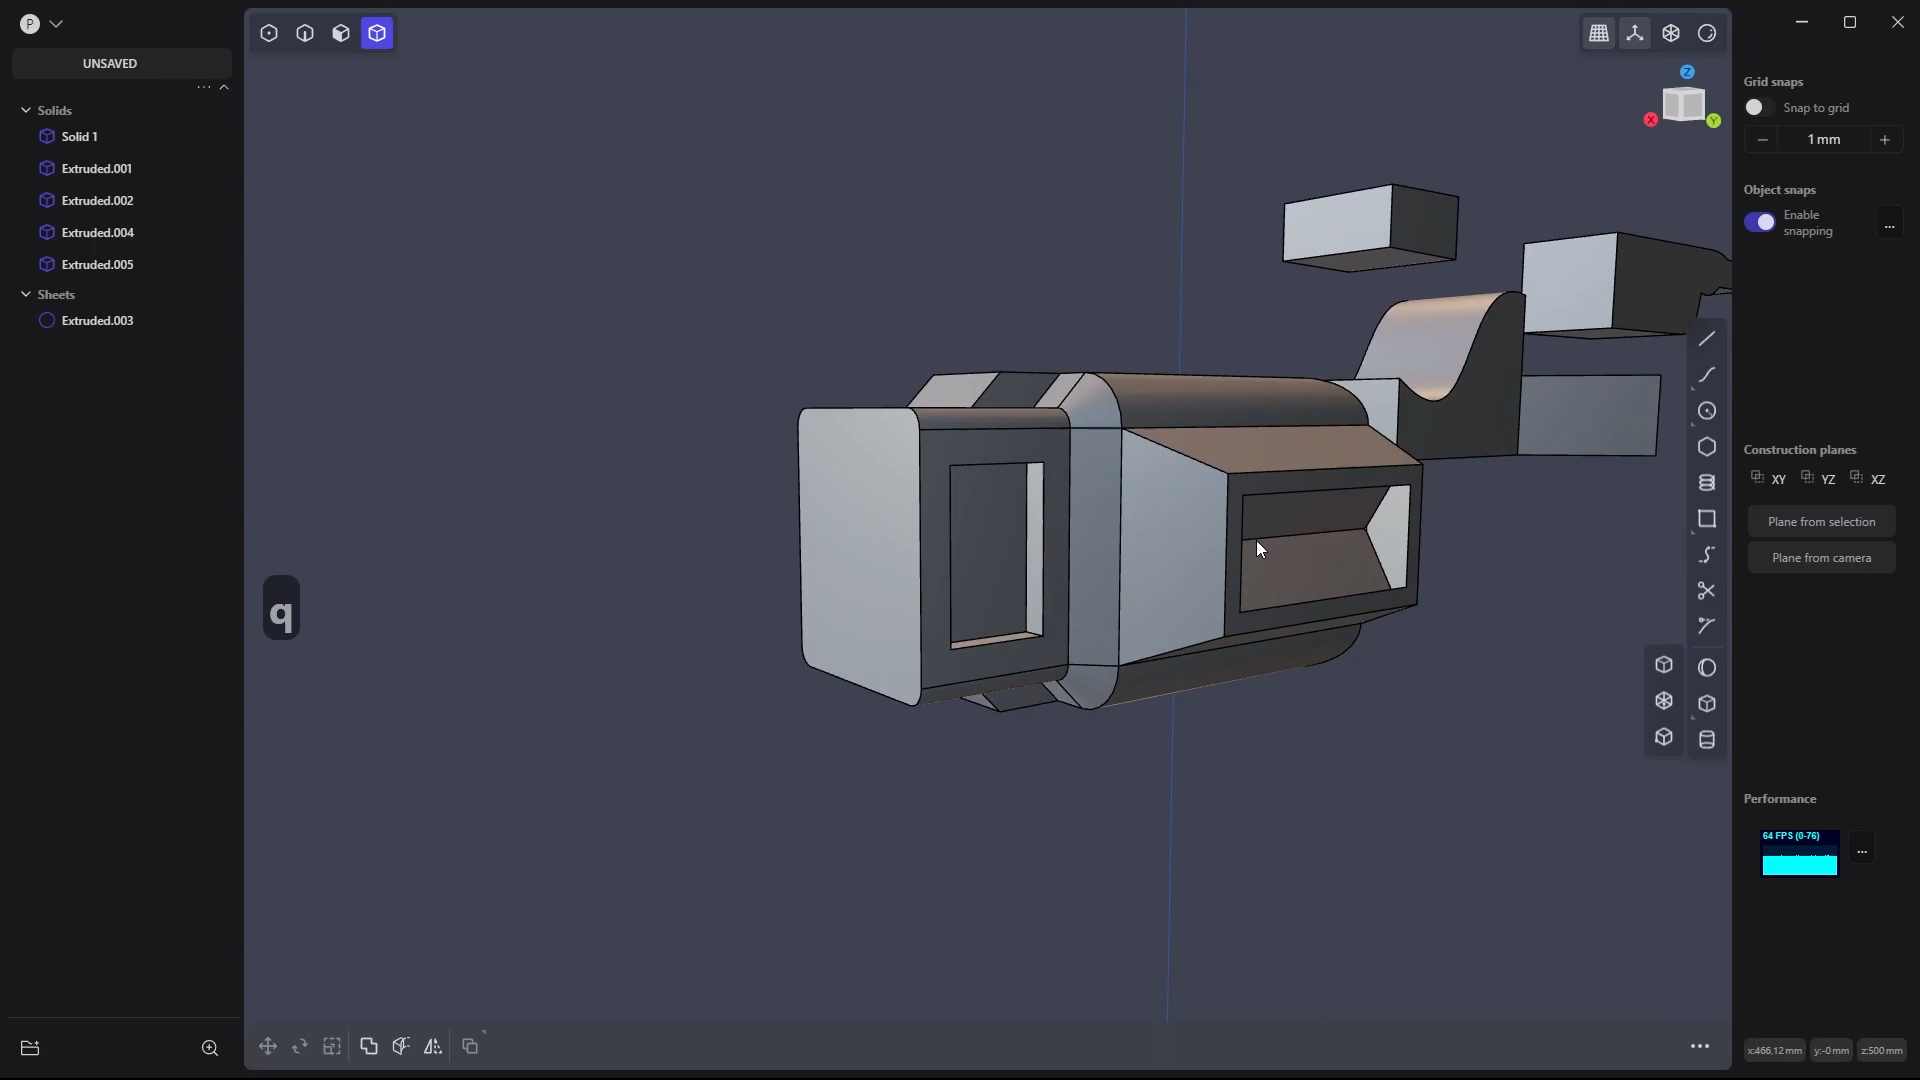 P
UNSAVED
Solids
Solid 1
Extruded.001
Extruded.002
Extruded.004
Extruded.005
Sheets
Extruded.003
q
Z
X
Y
Grid snaps
Snap to grid
1 mm
Object snaps
Enable
snapping
Construction planes
XY YZ XZ
Plane from selection
Plane from camera
Performance
64 FPS (0-76)
x:466,12 mm y:-0 mm z:500 mm